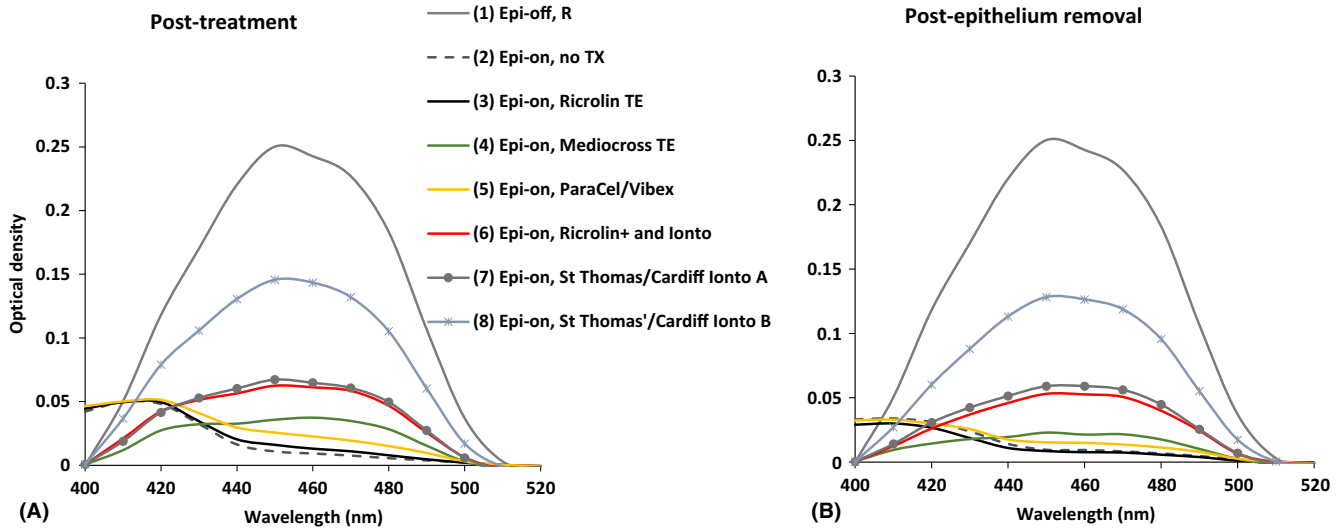 Post-treatment
Post-epithelium removal
(1) Epi-off, R
(2) Epi-on, no TX
(3) Epi-on, Ricrolin TE
(4) Epi-on, Mediocross TE
(5) Epi-on, ParaCel/Vibex
(6) Epi-on, Ricrolin+ and Ionto
(7) Epi-on, St Thomas/Cardiff Ionto A
(8) Epi-on, St Thomas'/Cardiff Ionto B
Optical density
0.3
0.25
0.2
0.15
0.1
0.05
0
400 420 440 460 480 500 520
Wavelength (nm)
(A)
0.3
0.25
0.2
0.15
0.1
0.05
0
400 420 440 460 480 500 520
Wavelength (nm)
(B)